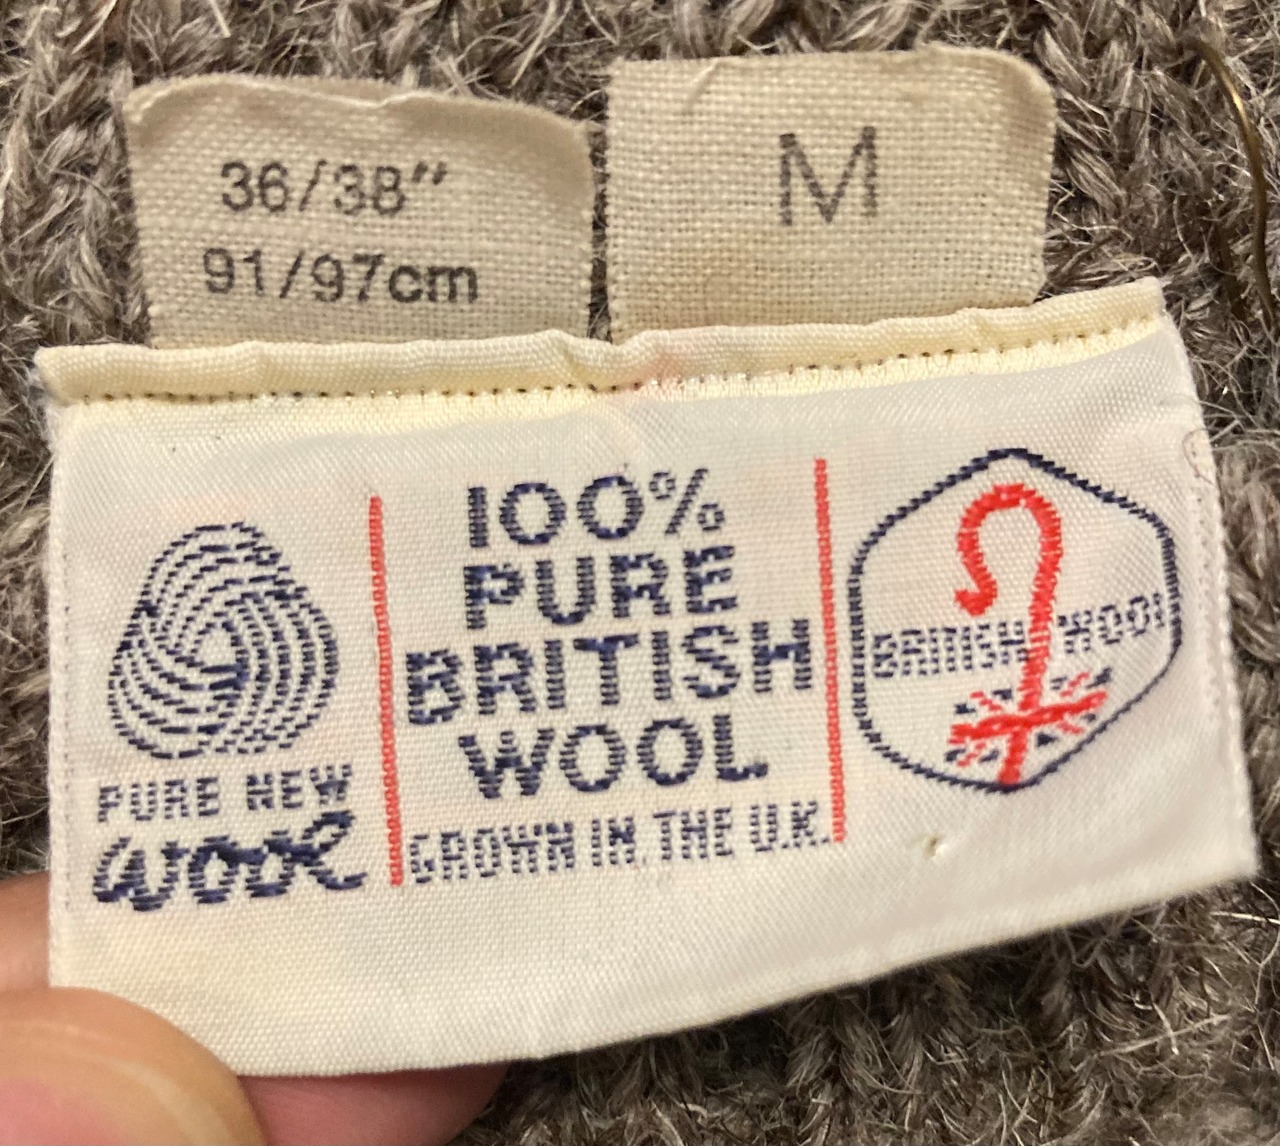 36/38"
91/97cm
M
PURE NEW
wool
100%
PURE
BRITISH
WOOL
GROWN IN THE U.K.
BRITISH WOOL